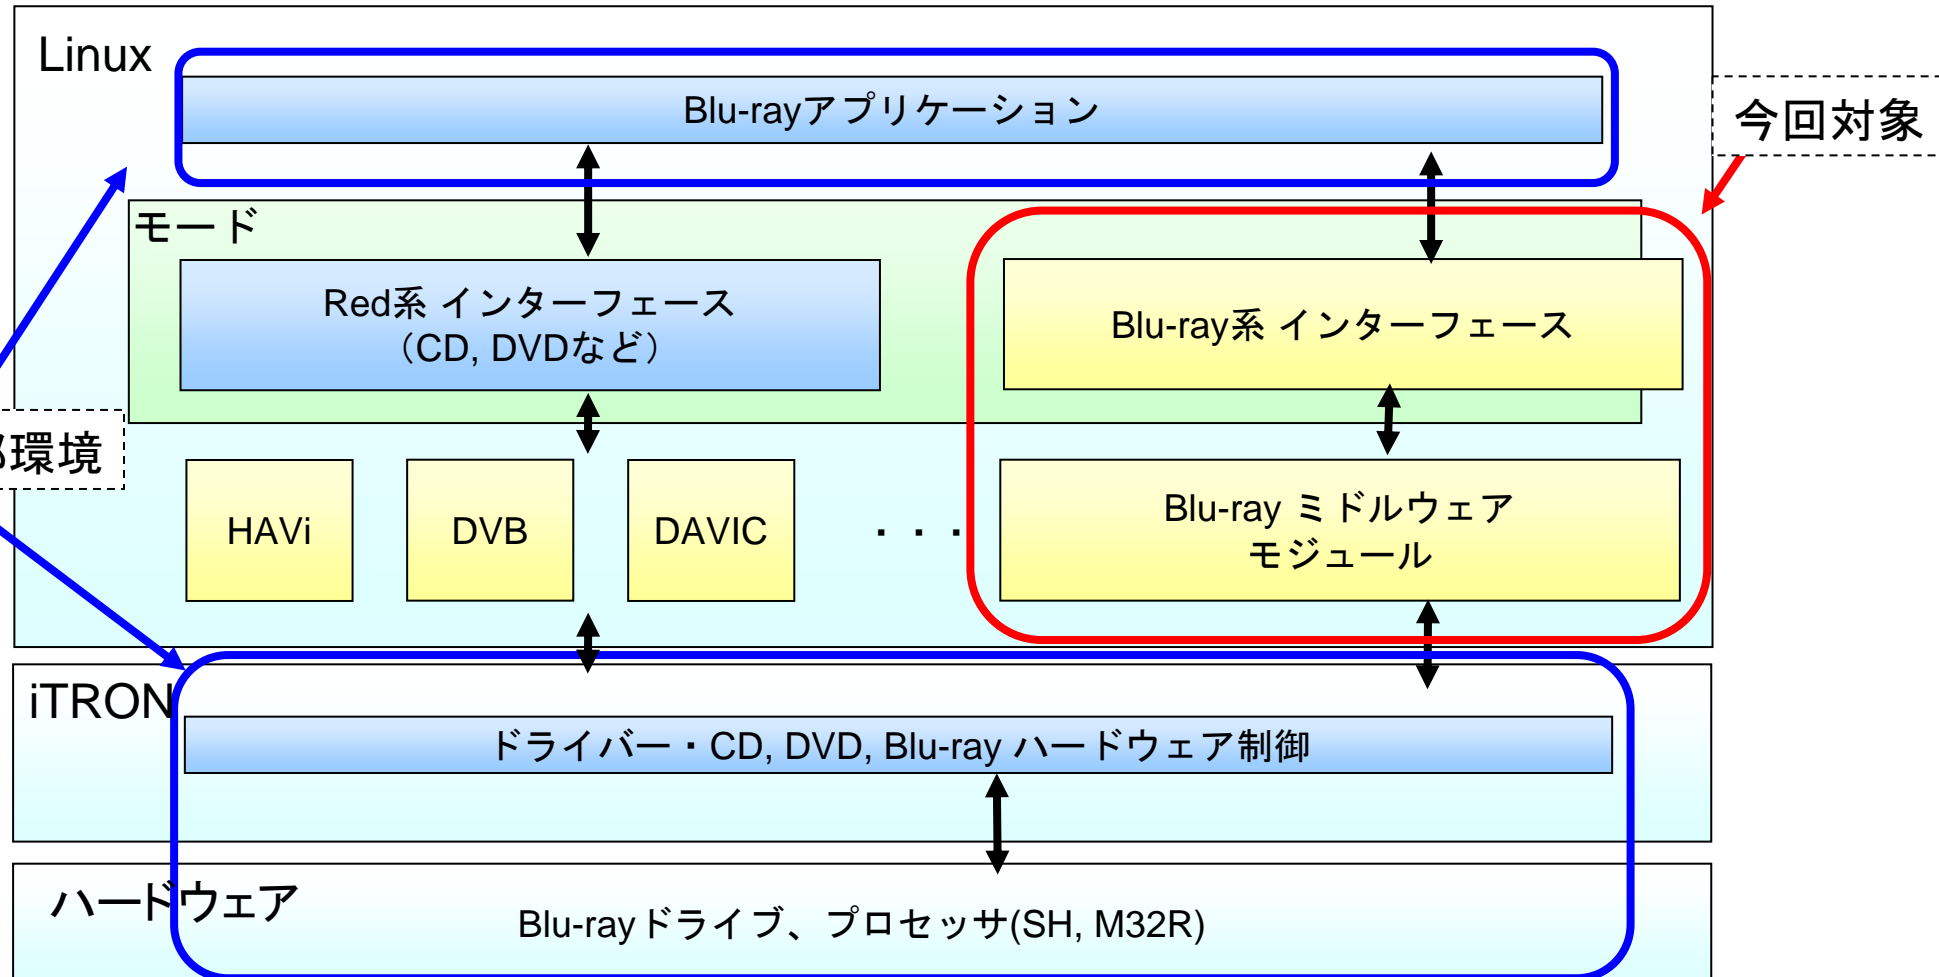 Linux
Blu-rayアプリケーション
今回対象
モード
Red系 インターフェース
（CD, DVDなど）
Blu-ray系 インターフェース
環境
HAVi
DVB
DAVIC
・・・
Blu-ray ミドルウェア
モジュール
iTRON
ドライバー・CD, DVD, Blu-ray ハードウェア制御
ハードウェア
Blu-rayドライブ、プロセッサ(SH, M32R)